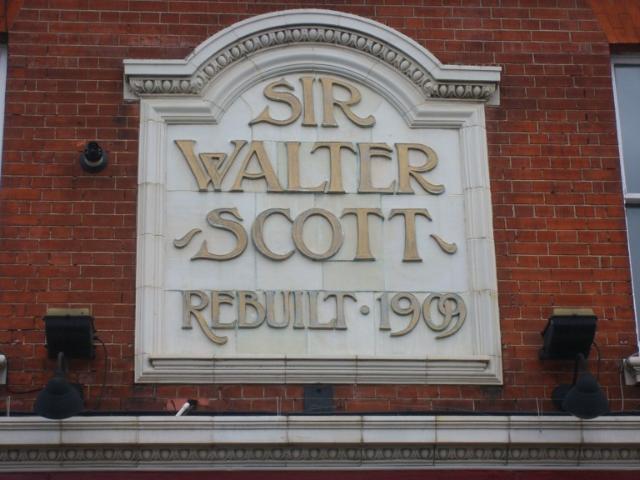 SIR
WALTER
SCOTT
REBUILT · 1909